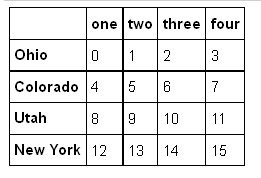 one two three four
Ohio 0 1 2 3
Colorado 4 5 6 7
Utah 8 9 10 11
New York 12 13 14 15